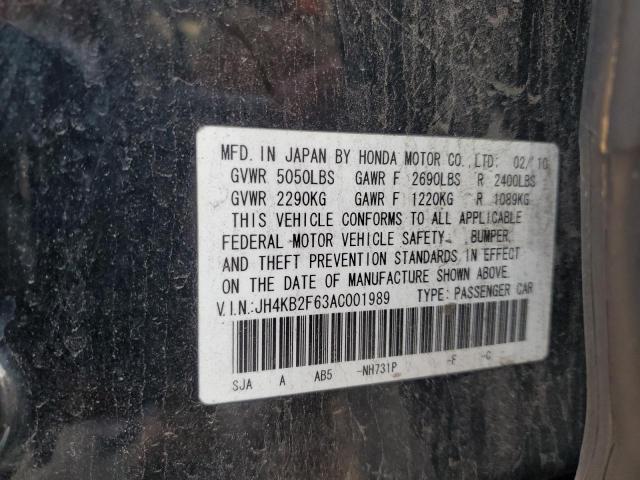 MFD. IN JAPAN BY HONDA MOTOR CO., LTD: 02/10
GVWR 5050LBS GAWR F 2690LBS R 2400LBS
GVWR 2290KG GAWR F 1220KG R 1089KG
THIS VEHICLE CONFORMS TO ALL APPLICABLE
FEDERAL MOTOR VEHICLE SAFETY, BUMPER,
AND THEFT PREVENTION STANDARDS IN EFFECT
ON THE DATE OF MANUFACTURE SHOWN ABOVE.
V.I.N.:JH4KB2F63AC001989 TYPE: PASSENGER CAR
SJA A AB5 -NH731P -F -C